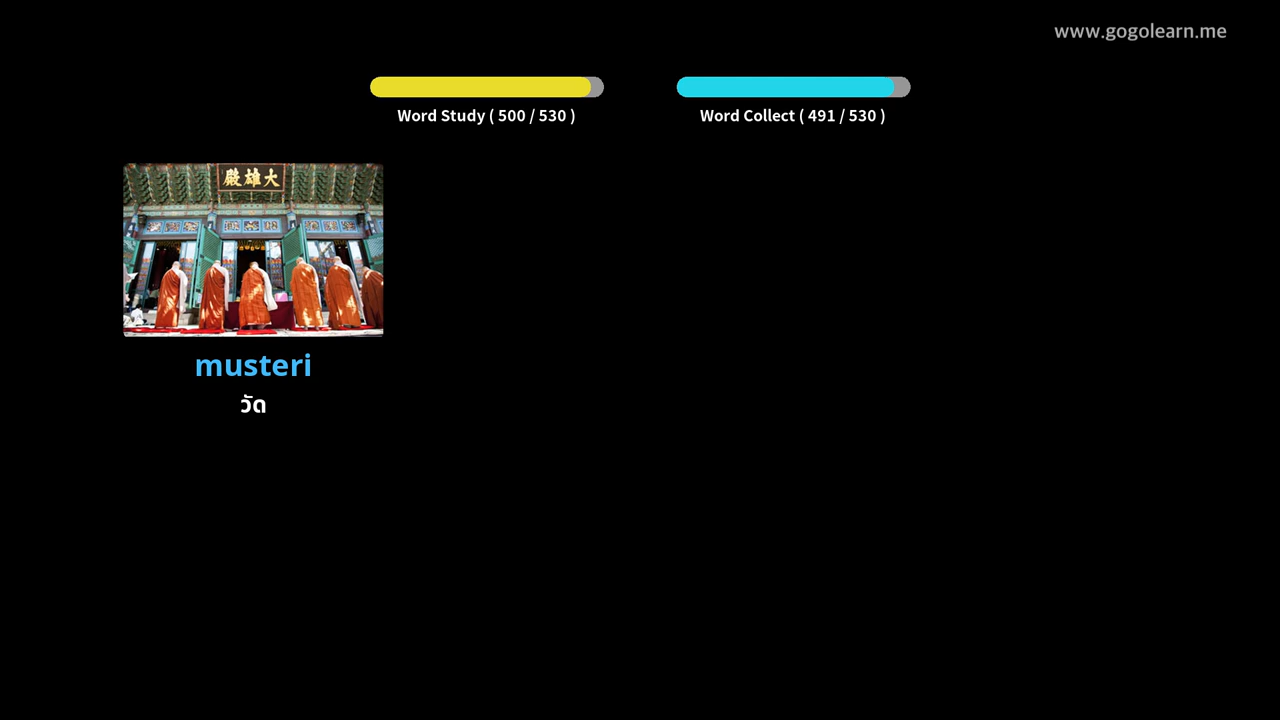 www.gogolearn.me
Word Study ( 500 / 530 )
Word Collect ( 491 / 530 )
殿雄大
musteri
วัด